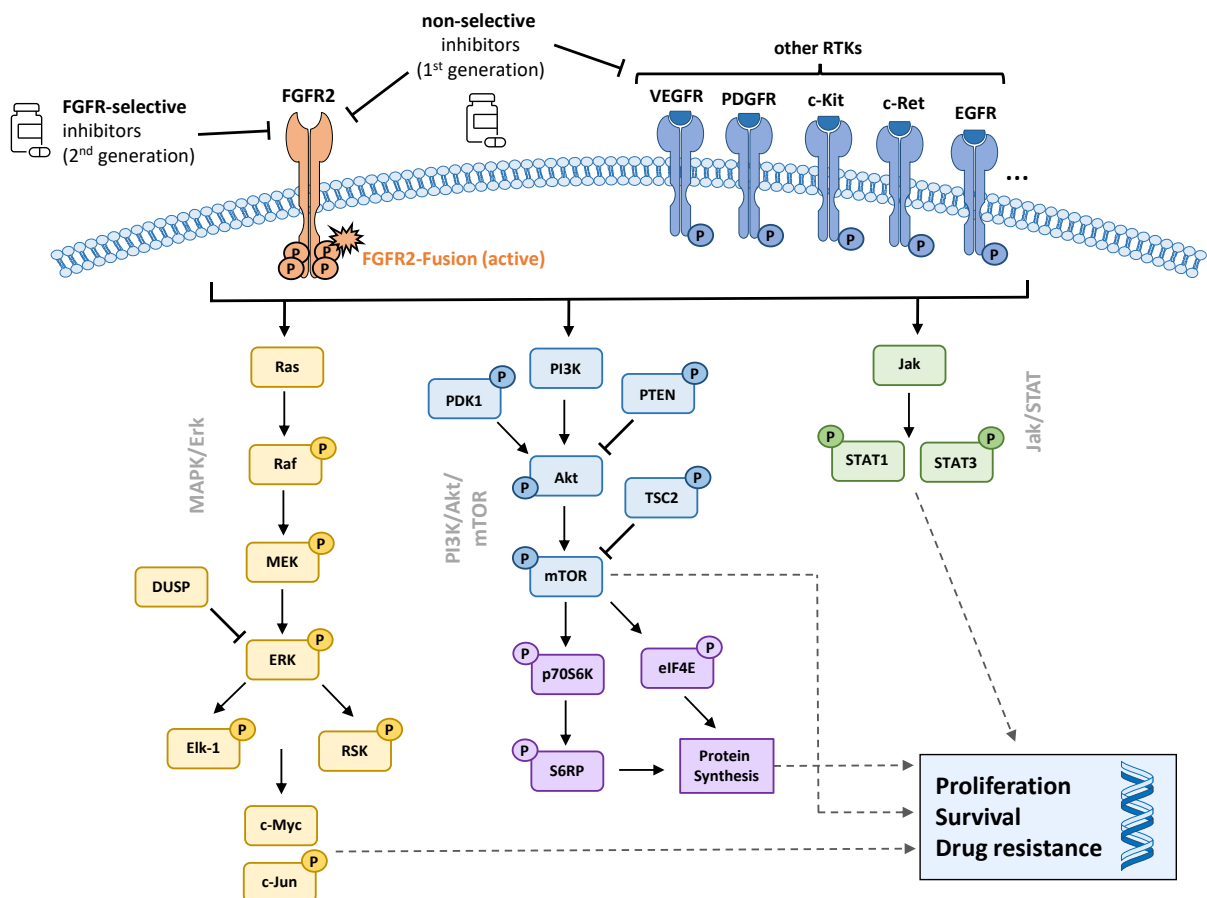 non-selective
inhibitors
(1st generation)
other RTKs
FGFR-selective
inhibitors
(2nd generation)
FGFR2
VEGFR
PDGFR
c-Kit
c-Ret
EGFR
...
P
P
P
P
P
P
P
P
P
FGFR2-Fusion (active)
MAPK/Erk
Ras
Raf
P
MEK
P
DUSP
ERK
P
Elk-1
P
RSK
P
c-Myc
c-Jun
P
PI3K/Akt/
mTOR
PI3K
PDK1
P
PTEN
P
Akt
P
TSC2
P
mTOR
P
p70S6K
P
eIF4E
P
S6RP
P
Protein
Synthesis
Jak/STAT
Jak
STAT1
P
STAT3
P
Proliferation
Survival
Drug resistance